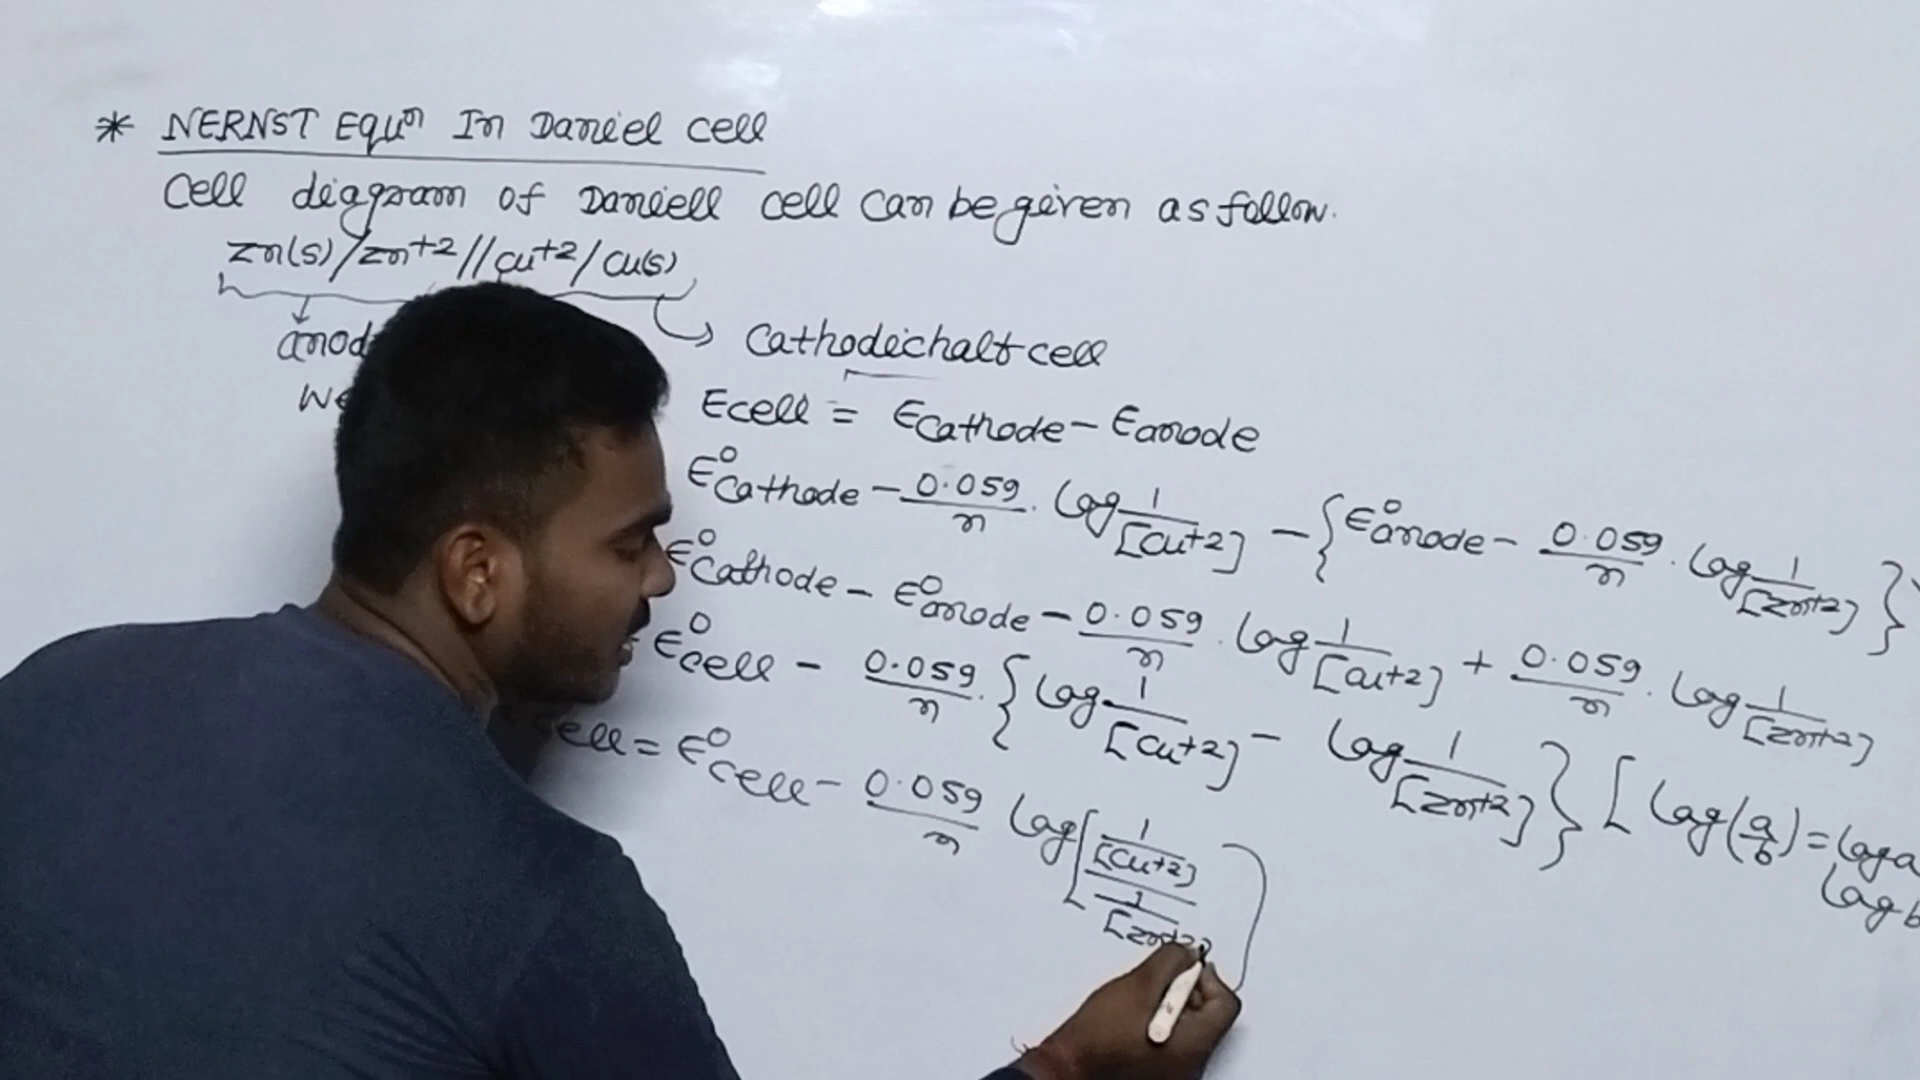 * NERNST Equn In Daniel cell
Cell diagram of Daniell cell can be given as follow.
Zn(s)/Zn+2//Cu+2/Cu(s)
Cathodichalf cell
Ecell = Ecathode - Eanode
E°cathode - 0.059/n . log 1/[Cu+2] - {E°anode - 0.059/n . log 1/[Zn+2]}
E°cathode - E°anode - 0.059/n . log 1/[Cu+2] + 0.059/n . log 1/[Zn+2]
E°cell - 0.059/n . {log 1/[Cu+2] - log 1/[Zn+2]} [log(a/b) = log a
log b
ell = E°cell - 0.059/n log [1/[Cu+2] / 1/[Zn+2]]